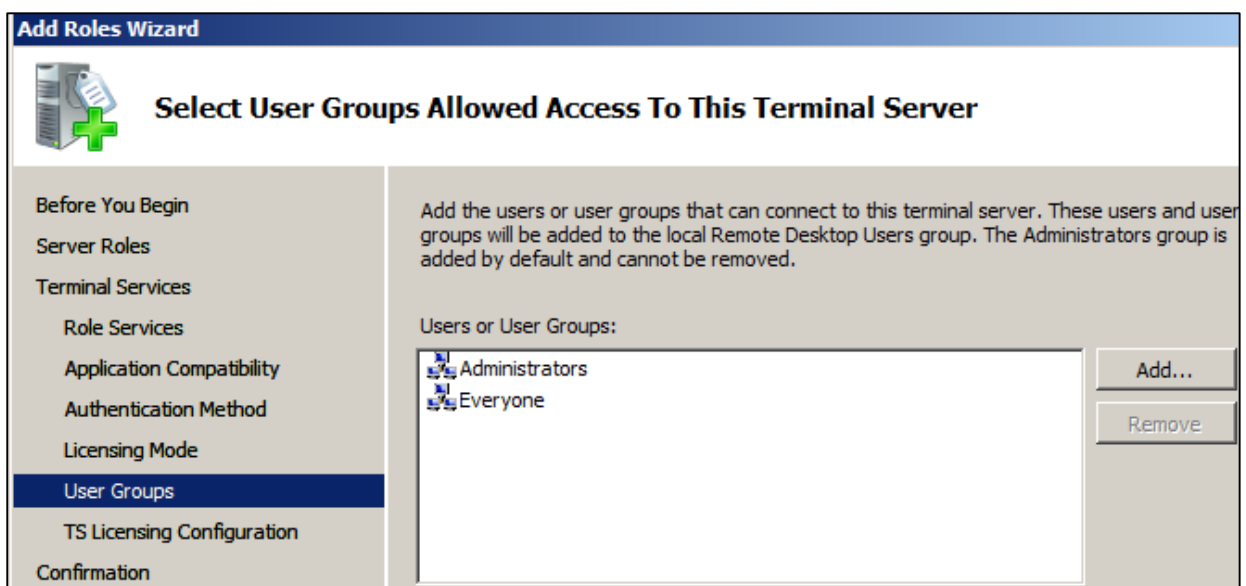 Add Roles Wizard
Select User Groups Allowed Access To This Terminal Server
Before You Begin
Server Roles
Terminal Services
Role Services
Application Compatibility
Authentication Method
Licensing Mode
User Groups
TS Licensing Configuration
Confirmation
Add the users or user groups that can connect to this terminal server. These users and user
groups will be added to the local Remote Desktop Users group. The Administrators group is
added by default and cannot be removed.
Users or User Groups:
Administrators
Everyone
Add...
Remove